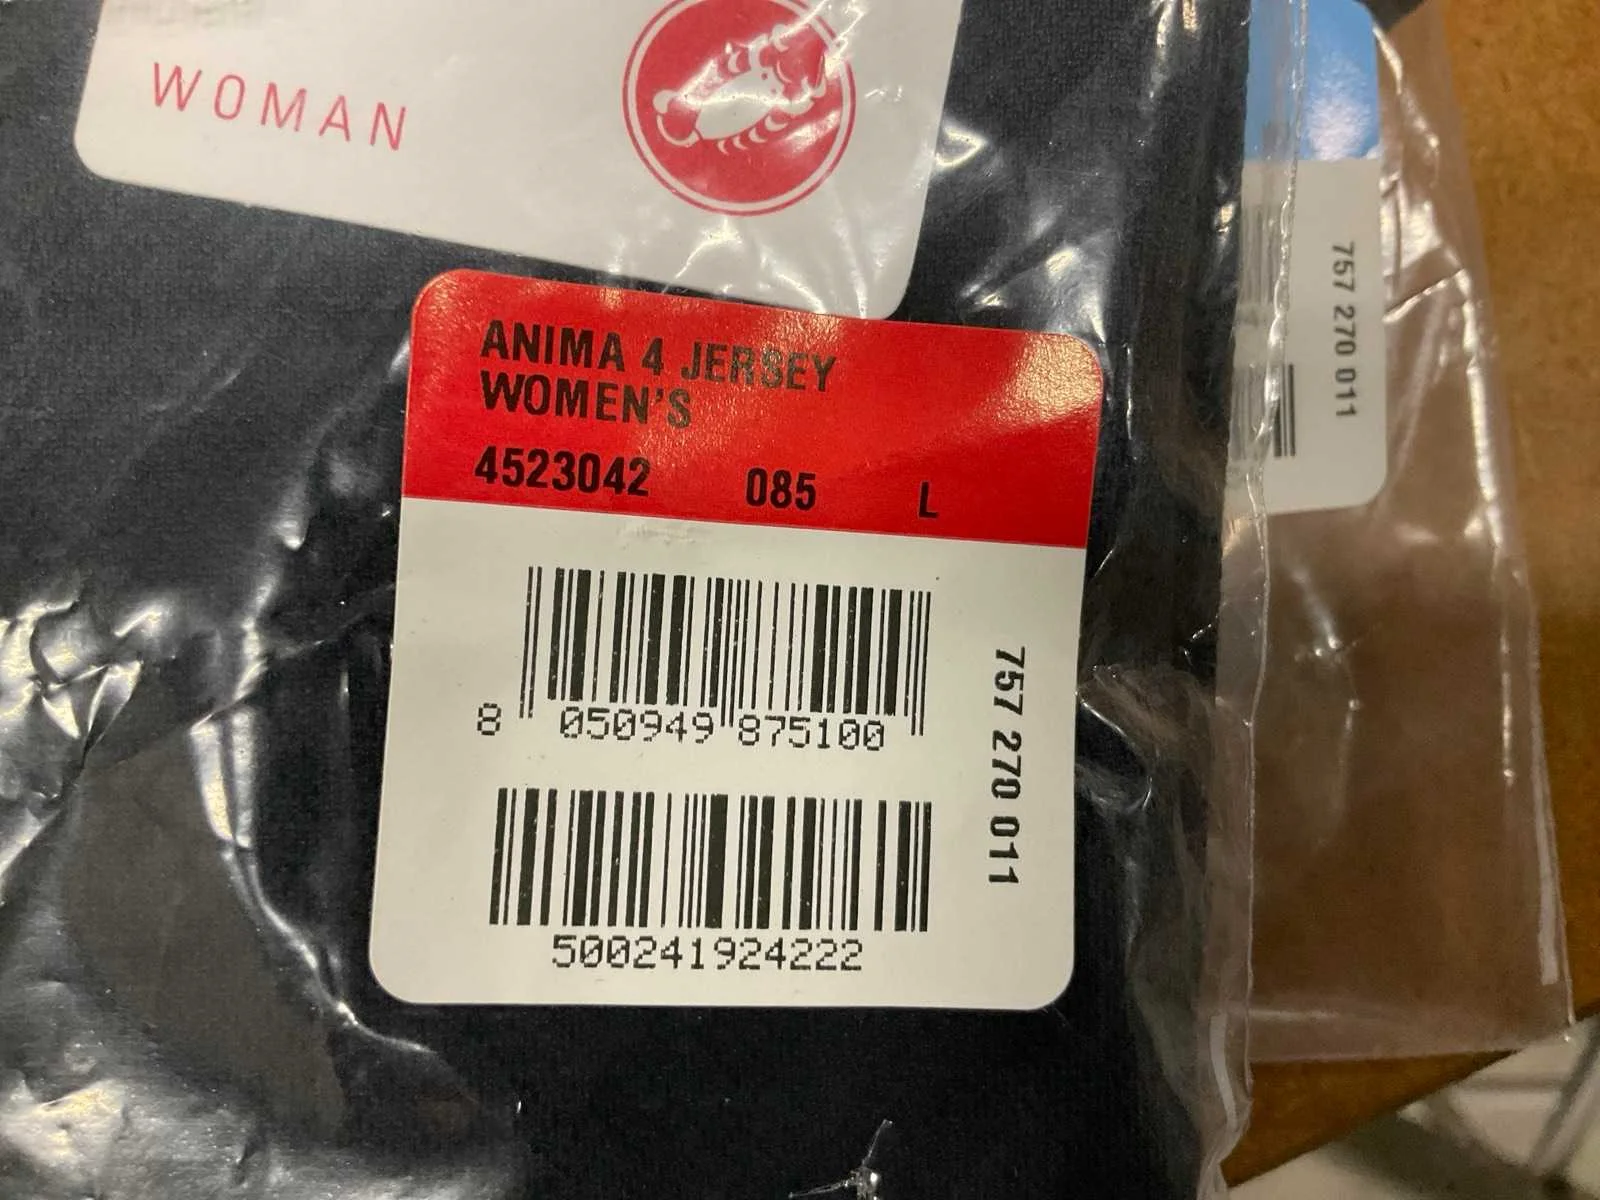 WOMAN
ANIMA 4 JERSEY
WOMEN'S
4523042 085 L
8 050949 875100
757 270 011
500241924222
757 270 011